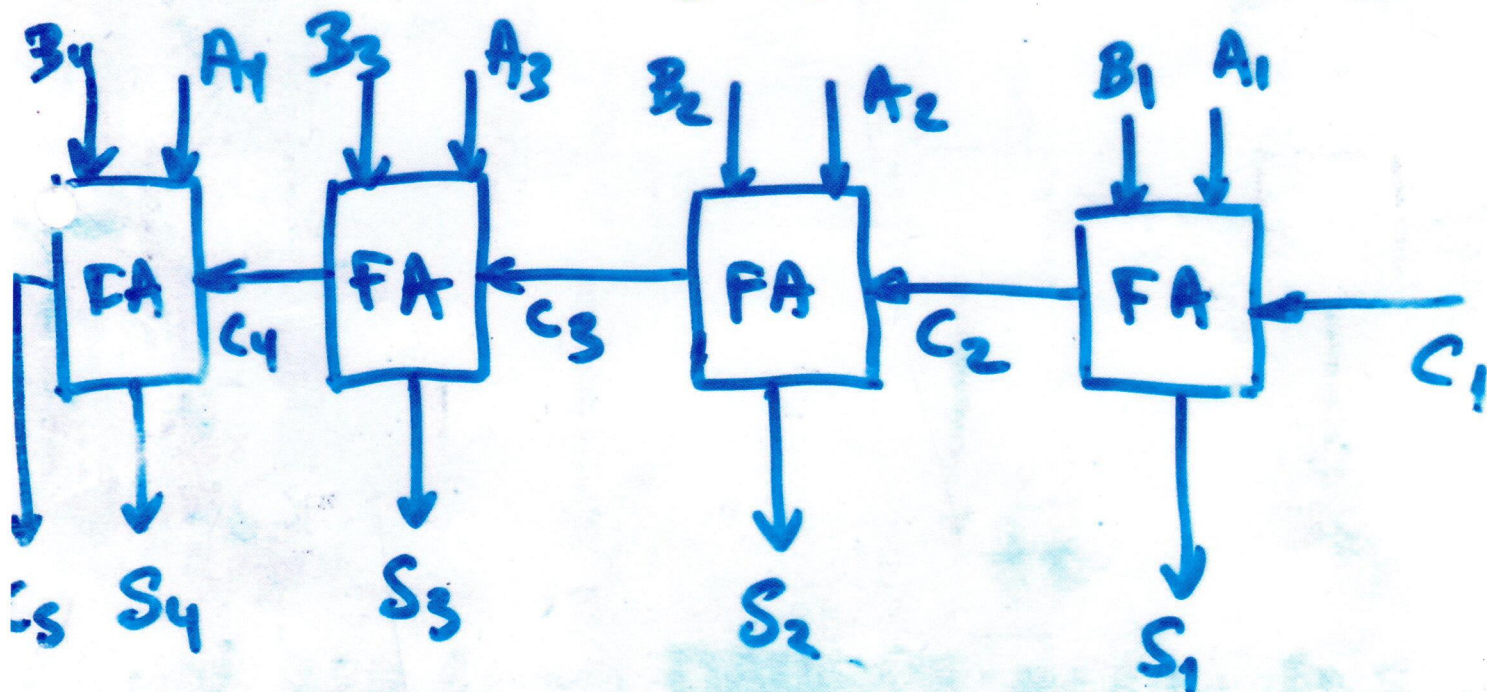 B4 A4 B3 A3 B2 A2 B1 A1
FA FA FA FA
C4 C3 C2 C1
C5 S4 S3 S2 S1